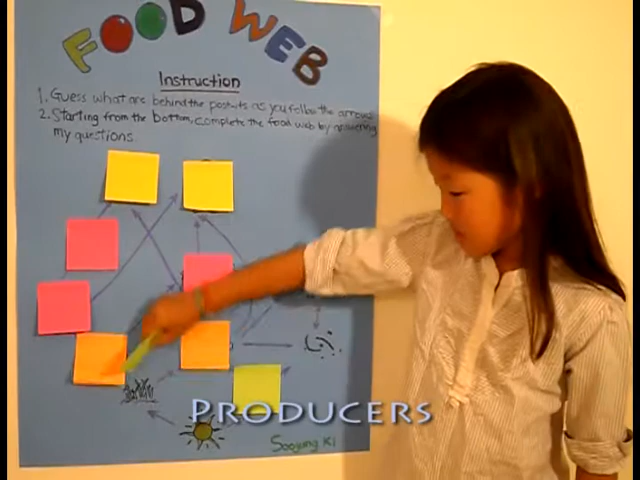 FOOD WEB
Instruction
1. Guess what are behind the post-its as you follow the arrows
2. Starting from the bottom, complete the food web by answering
my questions.
PRODUCERS
Soojung Ki